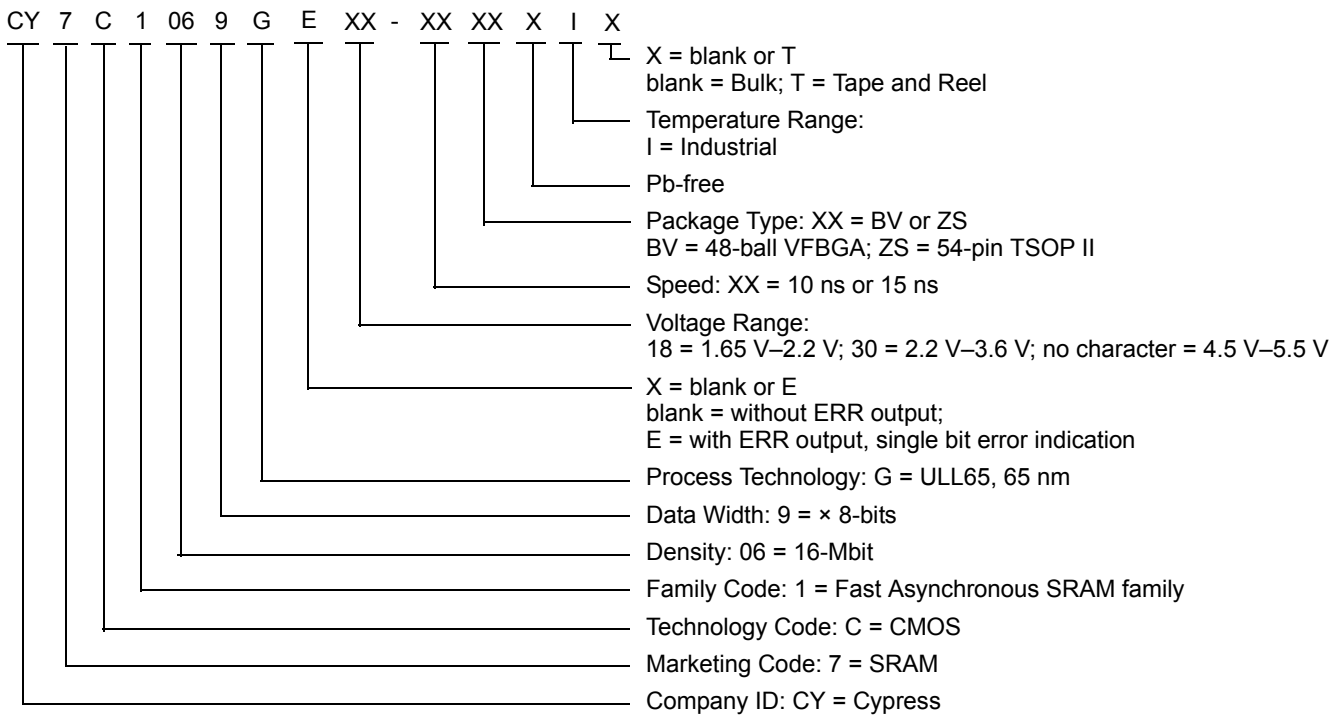 CY 7 C 1 06 9 G E XX - XX XX X I X
X = blank or T
blank = Bulk; T = Tape and Reel
Temperature Range:
I = Industrial
Pb-free
Package Type: XX = BV or ZS
BV = 48-ball VFBGA; ZS = 54-pin TSOP II
Speed: XX = 10 ns or 15 ns
Voltage Range:
18 = 1.65 V–2.2 V; 30 = 2.2 V–3.6 V; no character = 4.5 V–5.5 V
X = blank or E
blank = without ERR output;
E = with ERR output, single bit error indication
Process Technology: G = ULL65, 65 nm
Data Width: 9 = × 8-bits
Density: 06 = 16-Mbit
Family Code: 1 = Fast Asynchronous SRAM family
Technology Code: C = CMOS
Marketing Code: 7 = SRAM
Company ID: CY = Cypress